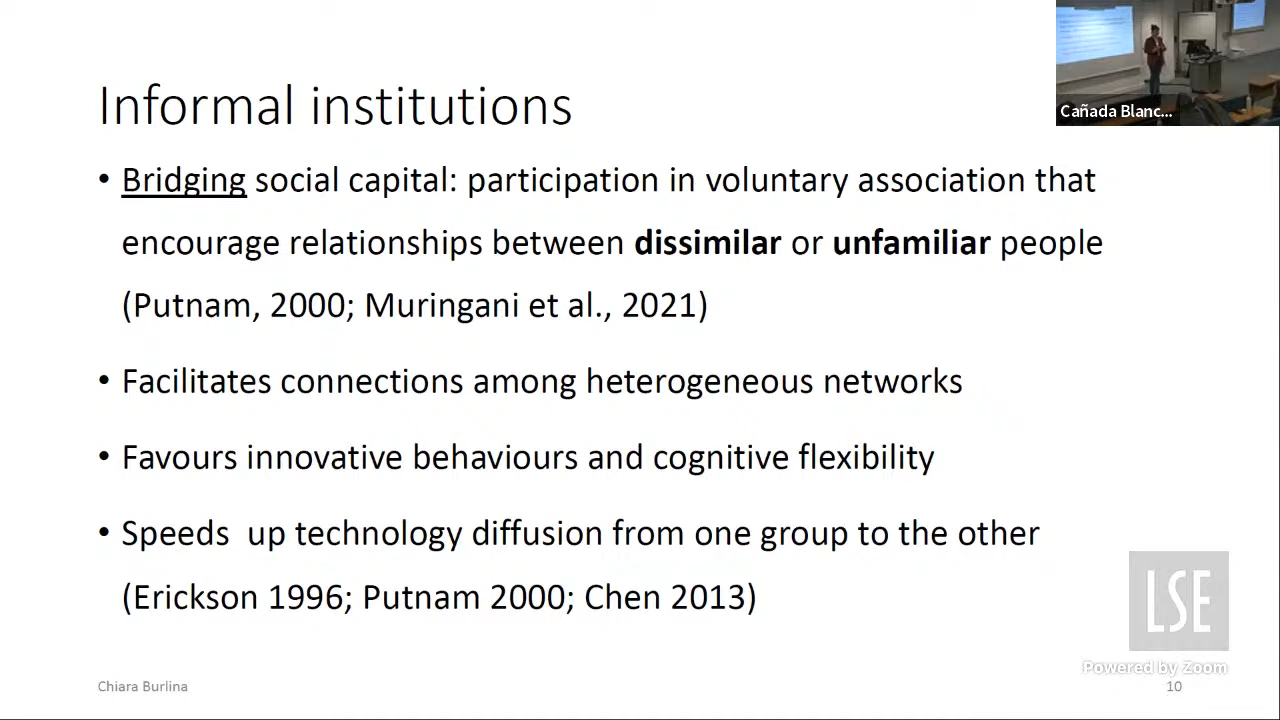 Cañada Blanc...
Informal institutions
• Bridging social capital: participation in voluntary association that
encourage relationships between dissimilar or unfamiliar people
(Putnam, 2000; Muringani et al., 2021)
• Facilitates connections among heterogeneous networks
• Favours innovative behaviours and cognitive flexibility
• Speeds  up technology diffusion from one group to the other
(Erickson 1996; Putnam 2000; Chen 2013)
LSE
Powered by Zoom
Chiara Burlina
10